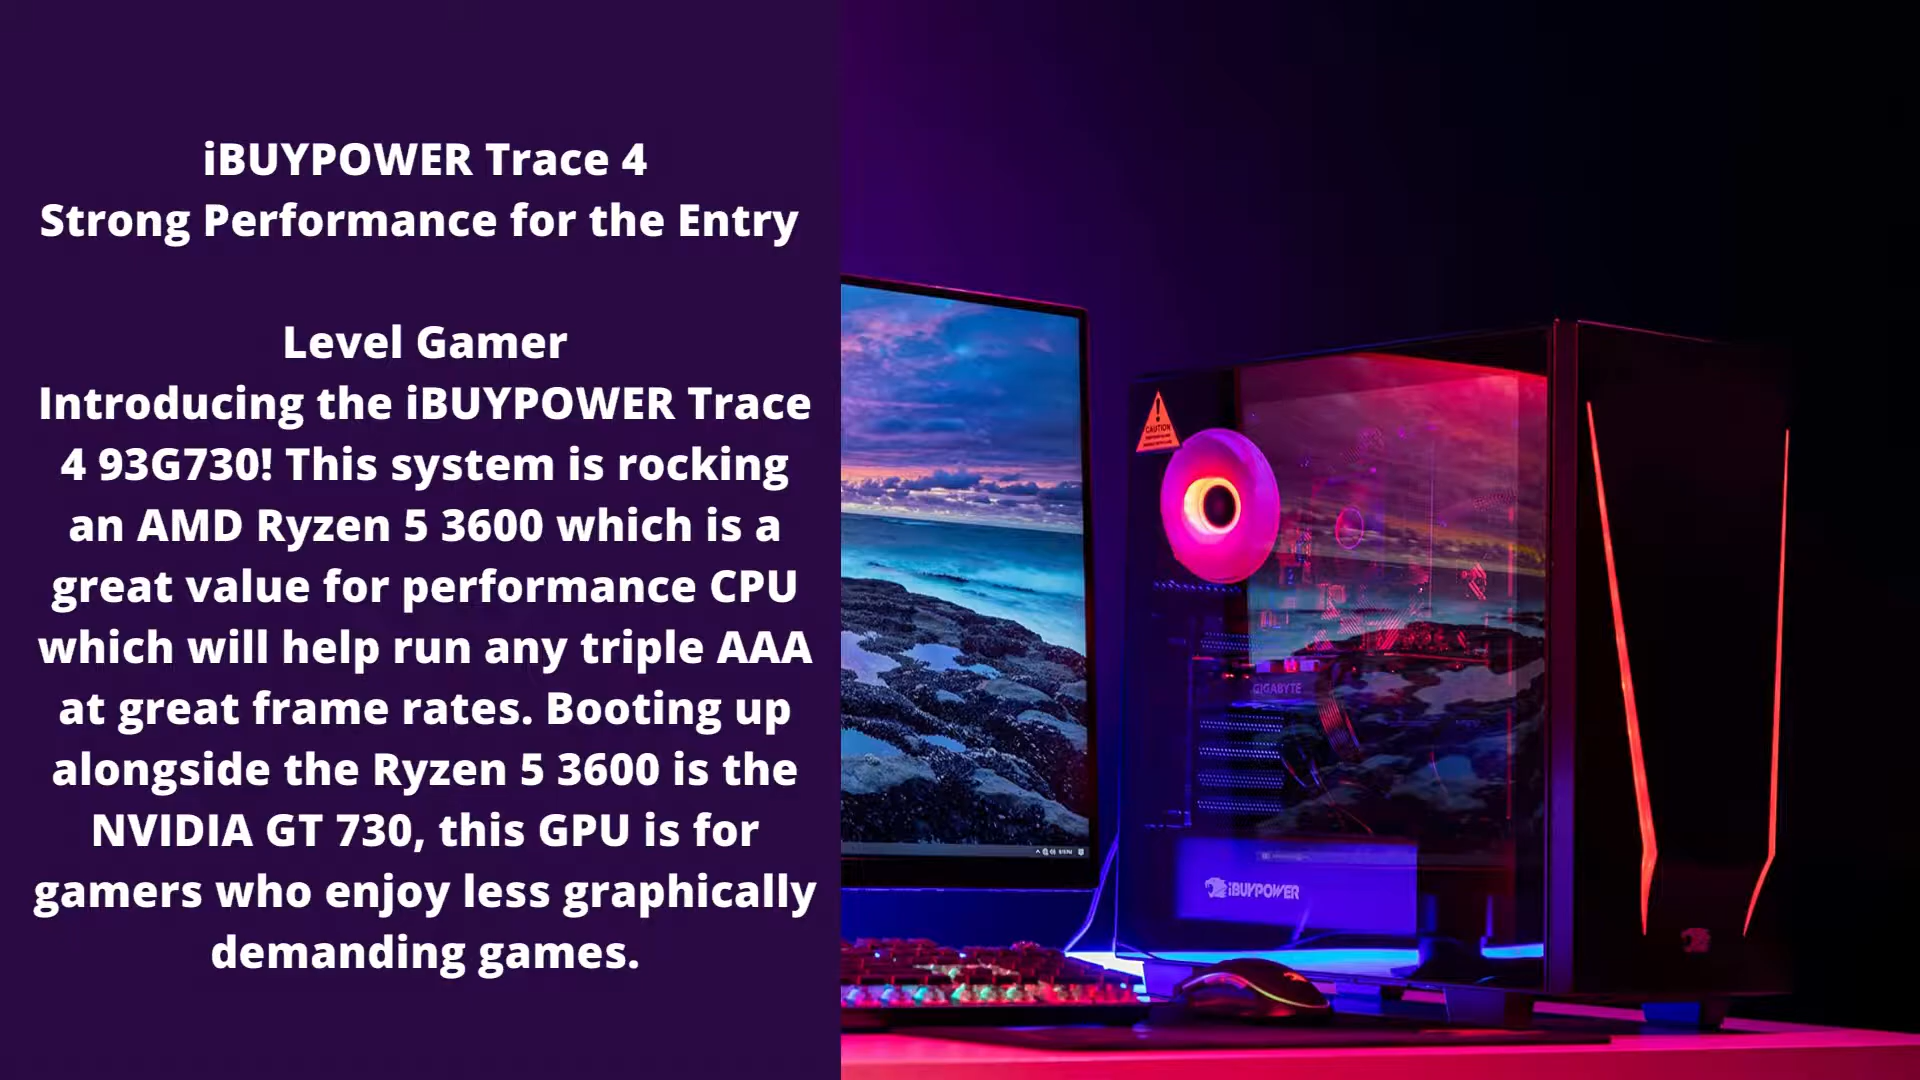 iBUYPOWER Trace 4
Strong Performance for the Entry
Level Gamer
Introducing the iBUYPOWER Trace
4 93G730! This system is rocking
an AMD Ryzen 5 3600 which is a
great value for performance CPU
which will help run any triple AAA
at great frame rates. Booting up
alongside the Ryzen 5 3600 is the
NVIDIA GT 730, this GPU is for
gamers who enjoy less graphically
demanding games.
CAUTION
GIGABYTE
iBUYPOWER